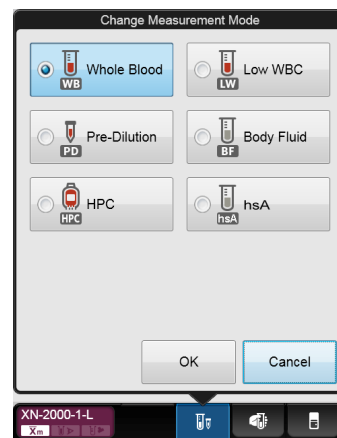 Change Measurement Mode
WB Whole Blood
LW Low WBC
PD Pre-Dilution
BF Body Fluid
HPC HPC
hsA hsA
OK Cancel
XN-2000-1-L
Xm